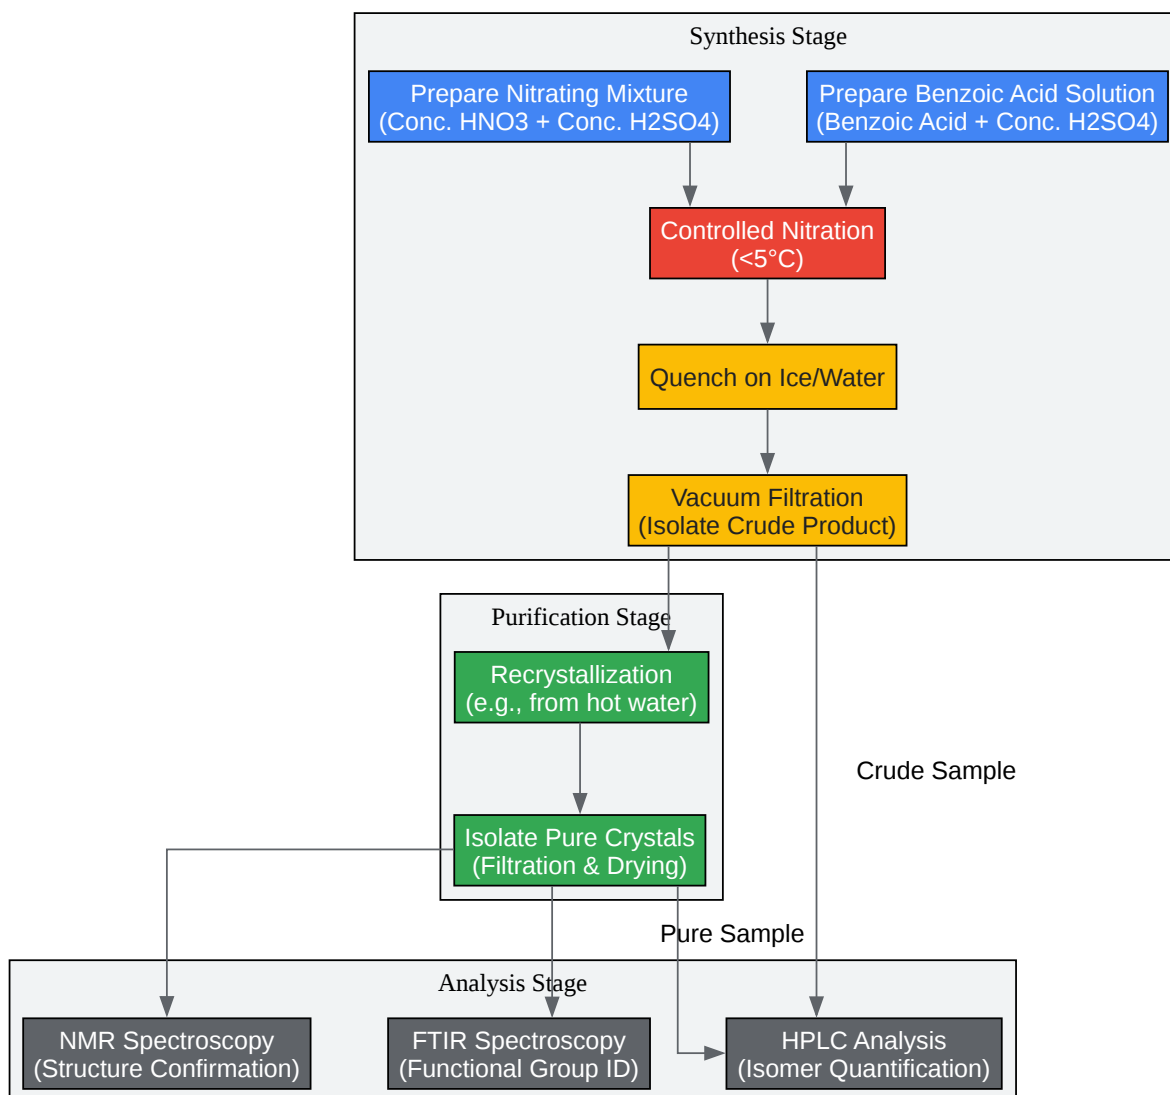 Synthesis Stage
Prepare Nitrating Mixture
(Conc. HNO3 + Conc. H2SO4)
Prepare Benzoic Acid Solution
(Benzoic Acid + Conc. H2SO4)
Controlled Nitration
(<5°C)
Quench on Ice/Water
Vacuum Filtration
(Isolate Crude Product)
Purification Stage
Recrystallization
(e.g., from hot water)
Crude Sample
Isolate Pure Crystals
(Filtration & Drying)
Pure Sample
Analysis Stage
NMR Spectroscopy
(Structure Confirmation)
FTIR Spectroscopy
(Functional Group ID)
HPLC Analysis
(Isomer Quantification)